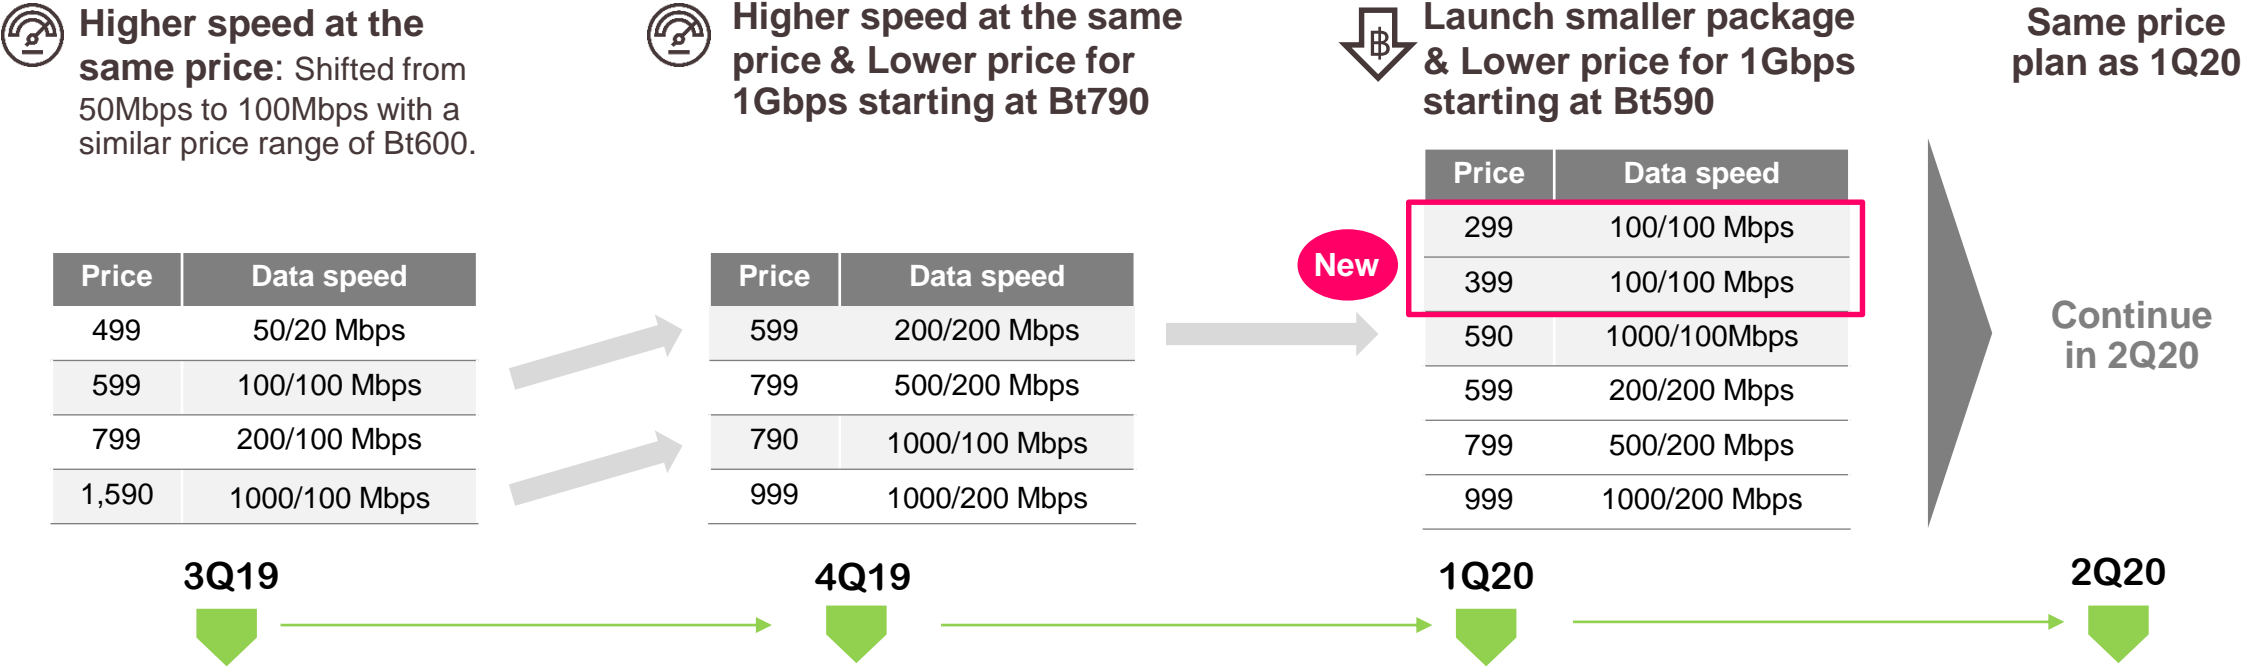 Higher speed at the
same price: Shifted from
50Mbps to 100Mbps with a
similar price range of Bt600.
Price Data speed
499 50/20 Mbps
599 100/100 Mbps
799 200/100 Mbps
1,590 1000/100 Mbps
3Q19
Higher speed at the same
price & Lower price for
1Gbps starting at Bt790
Price Data speed
599 200/200 Mbps
799 500/200 Mbps
790 1000/100 Mbps
999 1000/200 Mbps
4Q19
฿
Launch smaller package
& Lower price for 1Gbps
starting at Bt590
New
Price Data speed
299 100/100 Mbps
399 100/100 Mbps
590 1000/100Mbps
599 200/200 Mbps
799 500/200 Mbps
999 1000/200 Mbps
1Q20
Same price
plan as 1Q20
Continue
in 2Q20
2Q20